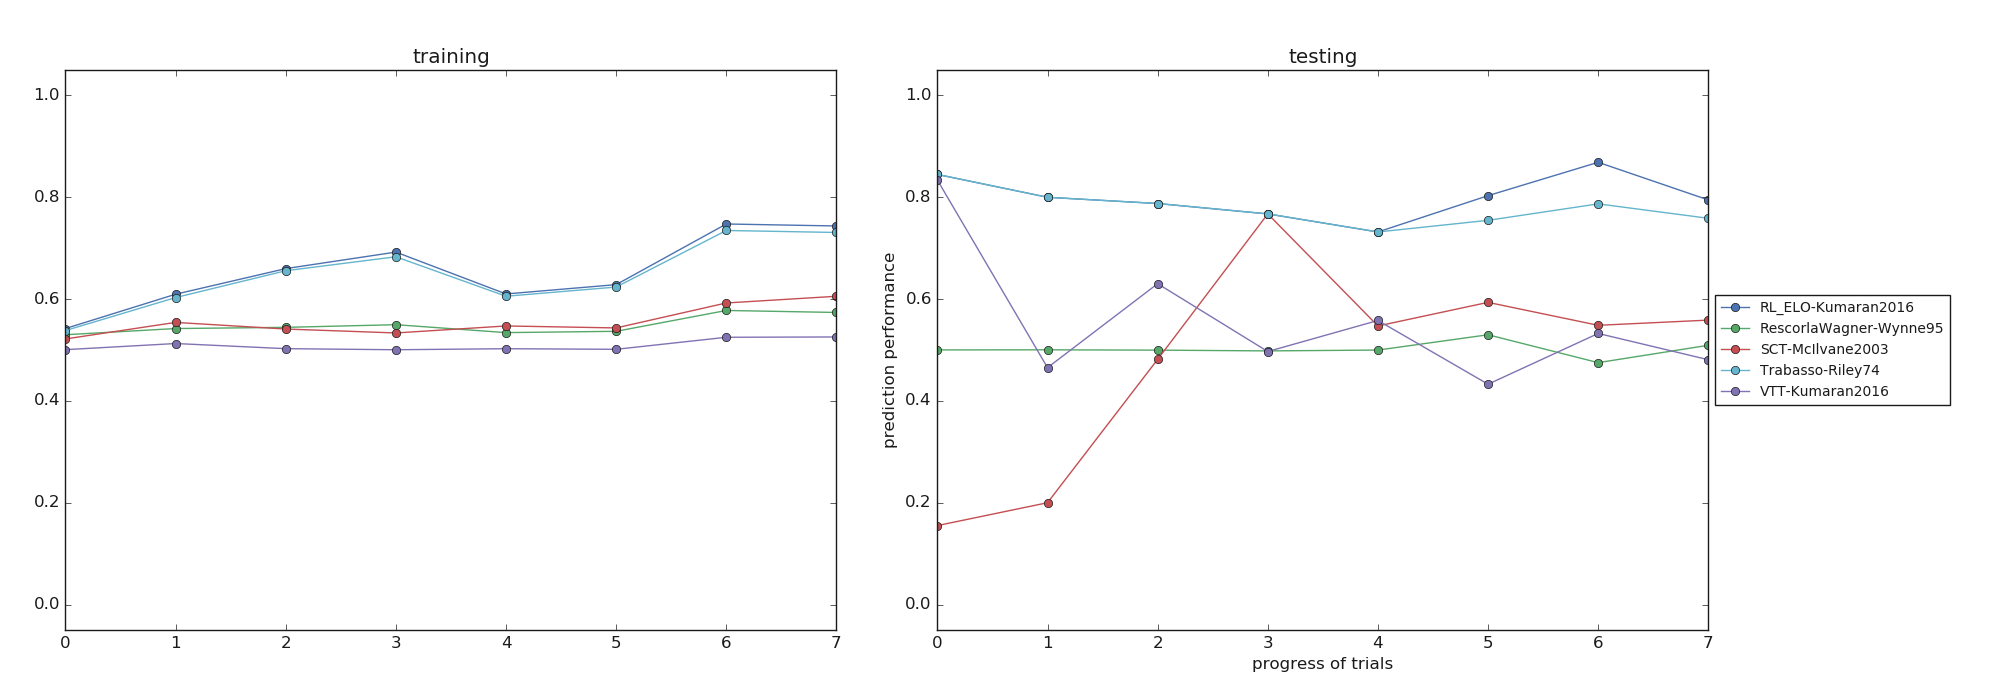 training
1.0
0.8
0.6
0.4
0.2
0.0
0 1 2 3 4 5 6 7
testing
prediction performance
1.0
0.8
0.6
0.4
0.2
0.0
0 1 2 3 4 5 6 7
progress of trials
RL_ELO-Kumaran2016
RescorlaWagner-Wynne95
SCT-McIlvane2003
Trabasso-Riley74
VTT-Kumaran2016